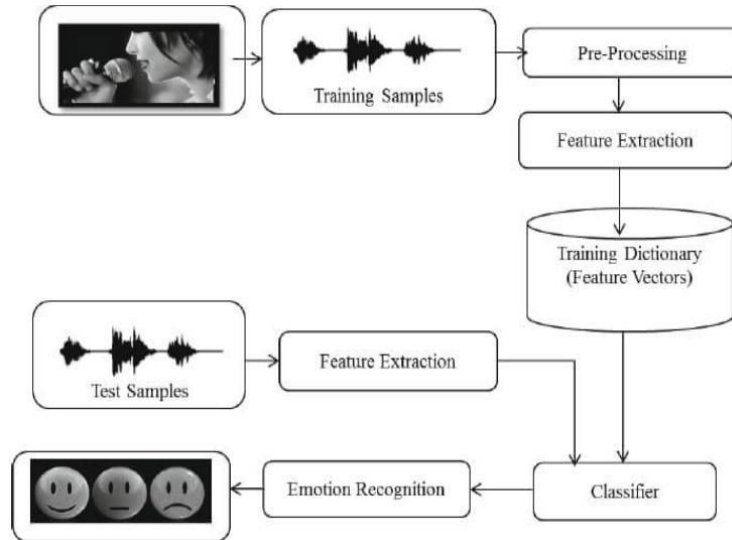 Training Samples
Pre-Processing
Feature Extraction
Training Dictionary
(Feature Vectors)
Test Samples
Feature Extraction
Emotion Recognition
Classifier